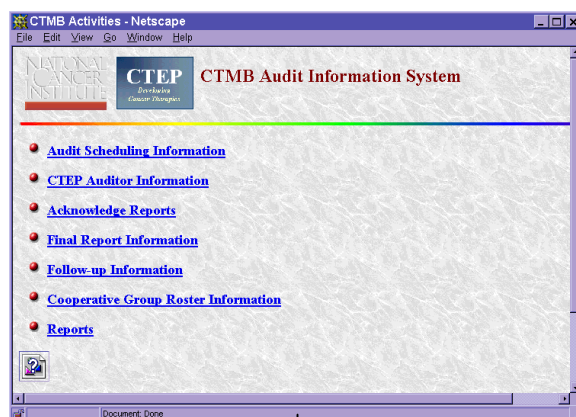 CTMB Activities - Netscape
File Edit View Go Window Help
NATIONAL
CANCER
INSTITUTE
CTEP
Developing
Cancer Therapies
CTMB Audit Information System
Audit Scheduling Information
CTEP Auditor Information
Acknowledge Reports
Final Report Information
Follow-up Information
Cooperative Group Roster Information
Reports
Document: Done